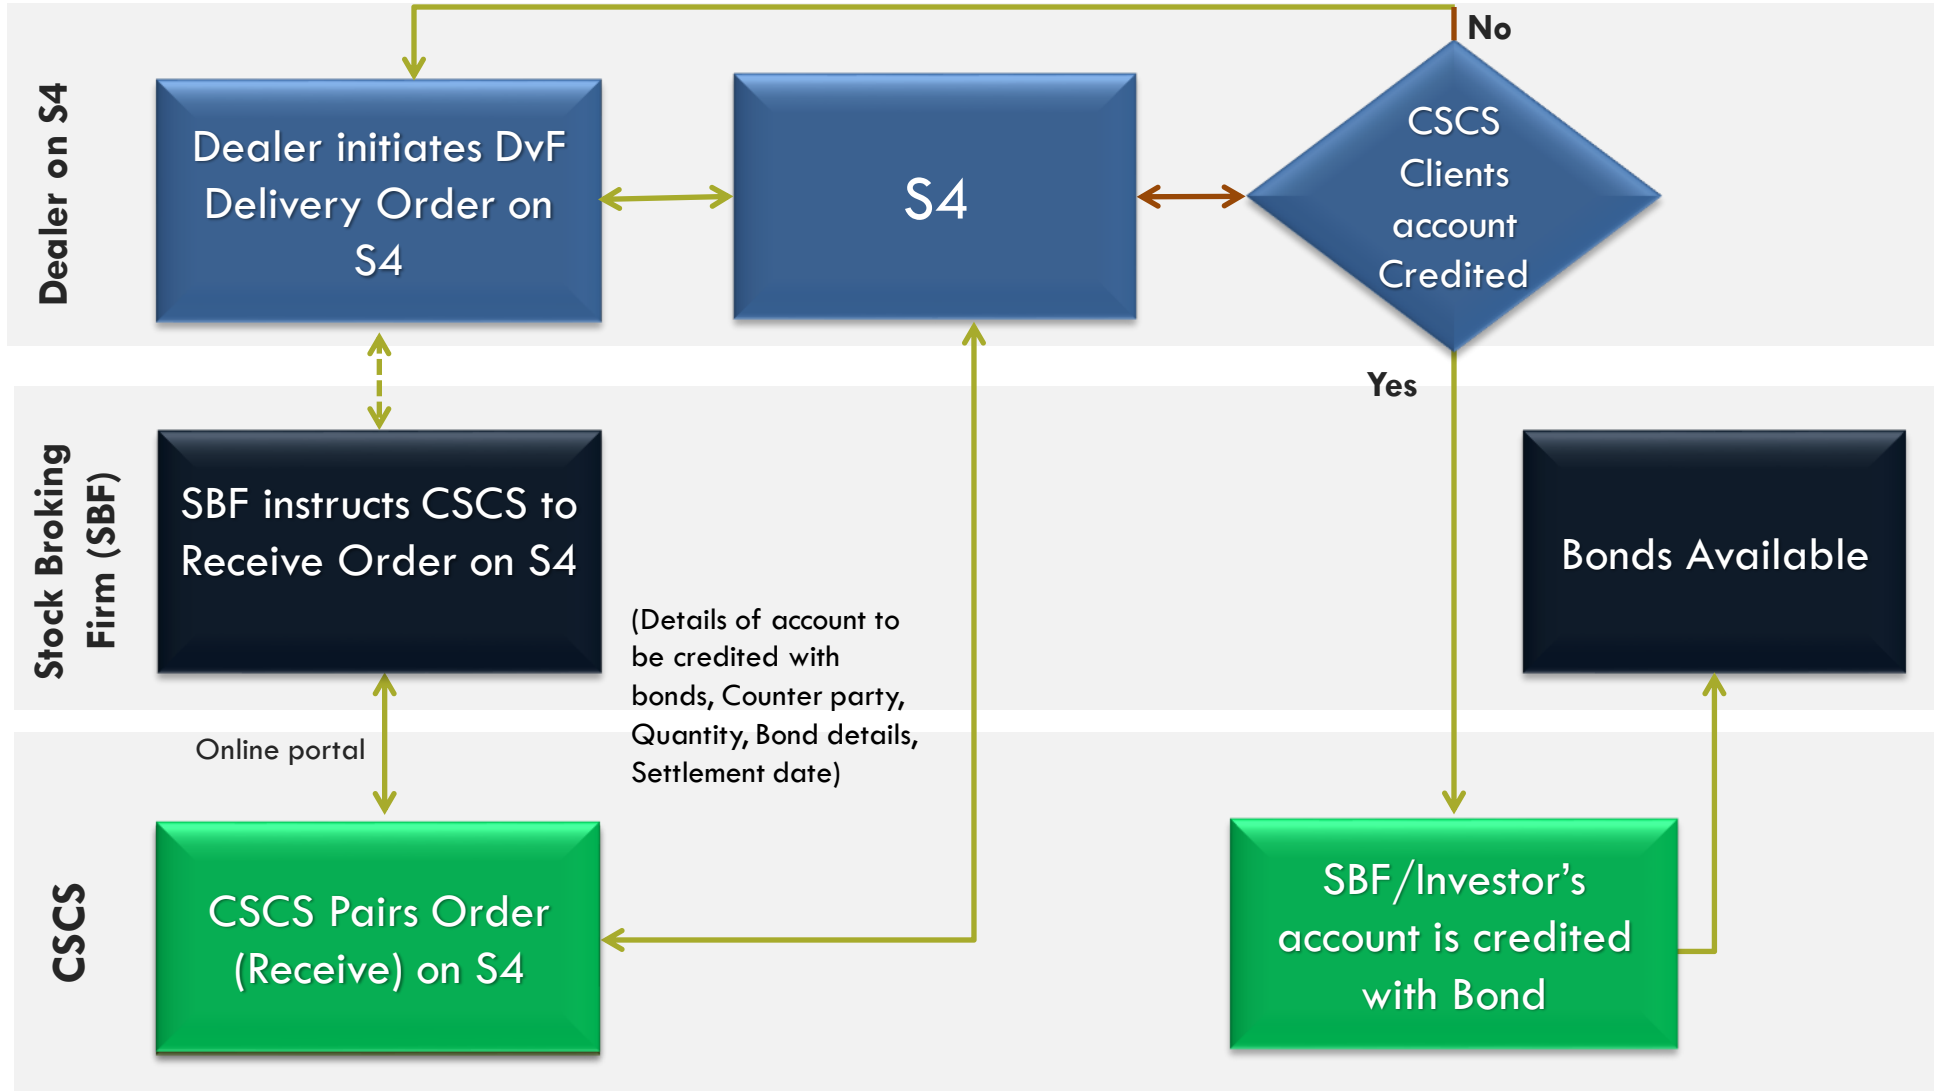 No
Dealer on S4
Dealer initiates DvF
Delivery Order on
S4
S4
CSCS
Clients
account
Credited
Yes
Stock Broking
Firm (SBF)
SBF instructs CSCS to
Receive Order on S4
Bonds Available
(Details of account to
be credited with
bonds, Counter party,
Quantity, Bond details,
Settlement date)
Online portal
CSCS
CSCS Pairs Order
(Receive) on S4
SBF/Investor’s
account is credited
with Bond